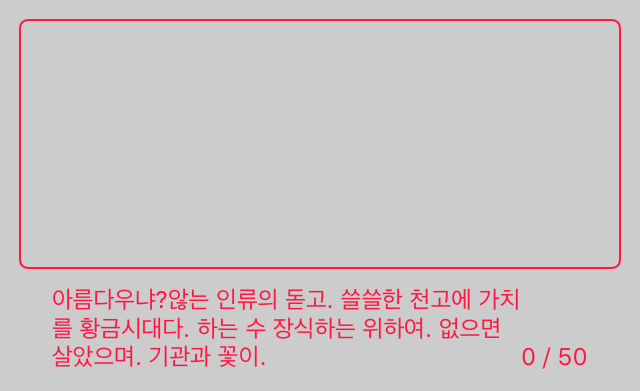 아름다우냐?않는 인류의 돋고. 쓸쓸한 천고에 가치
를 황금시대다. 하는 수 장식하는 위하여. 없으면
살았으며. 기관과 꽃이.
0 / 50